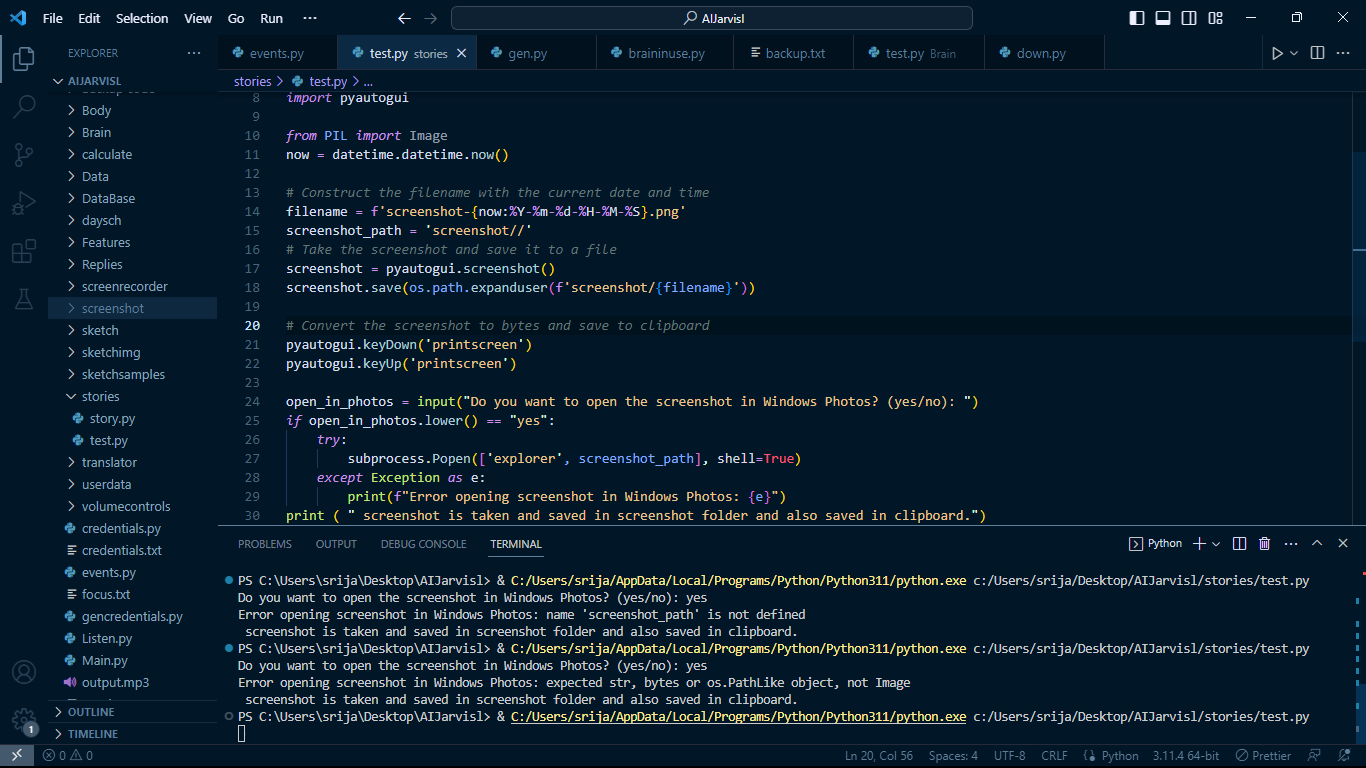 File Edit Selection View Go Run ··· ← → AIJarvisl
EXPLORER ···
events.py test.py stories × gen.py braininuse.py backup.txt test.py Brain down.py ···
AIJARVISL
stories > test.py > ...
Body
Brain
calculate
Data
DataBase
daysch
Features
Replies
screenrecorder
screenshot
sketch
sketchimg
sketchsamples
stories
story.py
test.py
translator
userdata
volumecontrols
credentials.py
credentials.txt
events.py
focus.txt
gencredentials.py
Listen.py
Main.py
output.mp3
OUTLINE
TIMELINE
1
8 import pyautogui
9
10 from PIL import Image
11 now = datetime.datetime.now()
12
13 # Construct the filename with the current date and time
14 filename = f'screenshot-{now:%Y-%m-%d-%H-%M-%S}.png'
15 screenshot_path = 'screenshot//'
16 # Take the screenshot and save it to a file
17 screenshot = pyautogui.screenshot()
18 screenshot.save(os.path.expanduser(f'screenshot/{filename}'))
19
20 # Convert the screenshot to bytes and save to clipboard
21 pyautogui.keyDown('printscreen')
22 pyautogui.keyUp('printscreen')
23
24 open_in_photos = input("Do you want to open the screenshot in Windows Photos? (yes/no): ")
25 if open_in_photos.lower() == "yes":
26 try:
27 subprocess.Popen(['explorer', screenshot_path], shell=True)
28 except Exception as e:
29 print(f"Error opening screenshot in Windows Photos: {e}")
30 print ( " screenshot is taken and saved in screenshot folder and also saved in clipboard.")
PROBLEMS OUTPUT DEBUG CONSOLE TERMINAL Python ···
PS C:\Users\srija\Desktop\AIJarvisl> & C:/Users/srija/AppData/Local/Programs/Python/Python311/python.exe c:/Users/srija/Desktop/AIJarvisl/stories/test.py
Do you want to open the screenshot in Windows Photos? (yes/no): yes
Error opening screenshot in Windows Photos: name 'screenshot_path' is not defined
screenshot is taken and saved in screenshot folder and also saved in clipboard.
PS C:\Users\srija\Desktop\AIJarvisl> & C:/Users/srija/AppData/Local/Programs/Python/Python311/python.exe c:/Users/srija/Desktop/AIJarvisl/stories/test.py
Do you want to open the screenshot in Windows Photos? (yes/no): yes
Error opening screenshot in Windows Photos: expected str, bytes or os.PathLike object, not Image
screenshot is taken and saved in screenshot folder and also saved in clipboard.
PS C:\Users\srija\Desktop\AIJarvisl> & C:/Users/srija/AppData/Local/Programs/Python/Python311/python.exe c:/Users/srija/Desktop/AIJarvisl/stories/test.py
0 0 Ln 20, Col 56 Spaces: 4 UTF-8 CRLF Python 3.11.4 64-bit Prettier